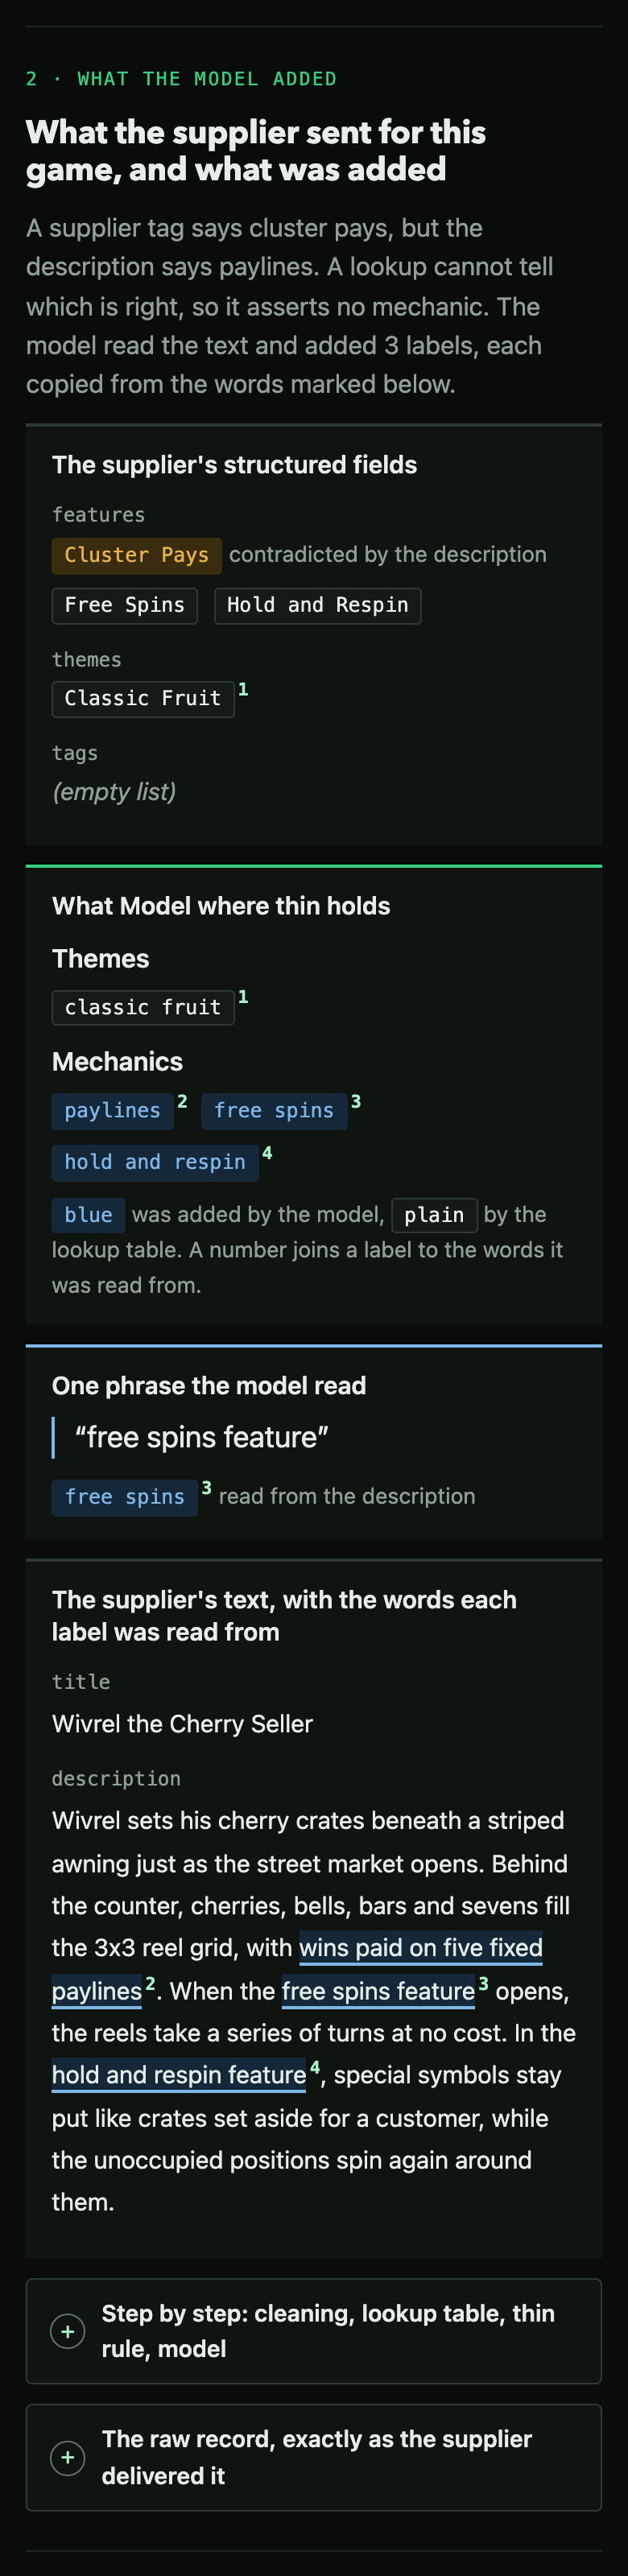 2 · WHAT THE MODEL ADDED
What the supplier sent for this
game, and what was added
A supplier tag says cluster pays, but the
description says paylines. A lookup cannot tell
which is right, so it asserts no mechanic. The
model read the text and added 3 labels, each
copied from the words marked below.
The supplier's structured fields
features
Cluster Pays contradicted by the description
Free Spins Hold and Respin
themes
Classic Fruit 1
tags
(empty list)
What Model where thin holds
Themes
classic fruit 1
Mechanics
paylines 2 free spins 3
hold and respin 4
blue was added by the model, plain by the
lookup table. A number joins a label to the words it
was read from.
One phrase the model read
“free spins feature”
free spins 3 read from the description
The supplier's text, with the words each
label was read from
title
Wivrel the Cherry Seller
description
Wivrel sets his cherry crates beneath a striped
awning just as the street market opens. Behind
the counter, cherries, bells, bars and sevens fill
the 3x3 reel grid, with wins paid on five fixed
paylines 2. When the free spins feature 3 opens,
the reels take a series of turns at no cost. In the
hold and respin feature 4, special symbols stay
put like crates set aside for a customer, while
the unoccupied positions spin again around
them.
+ Step by step: cleaning, lookup table, thin
rule, model
+ The raw record, exactly as the supplier
delivered it